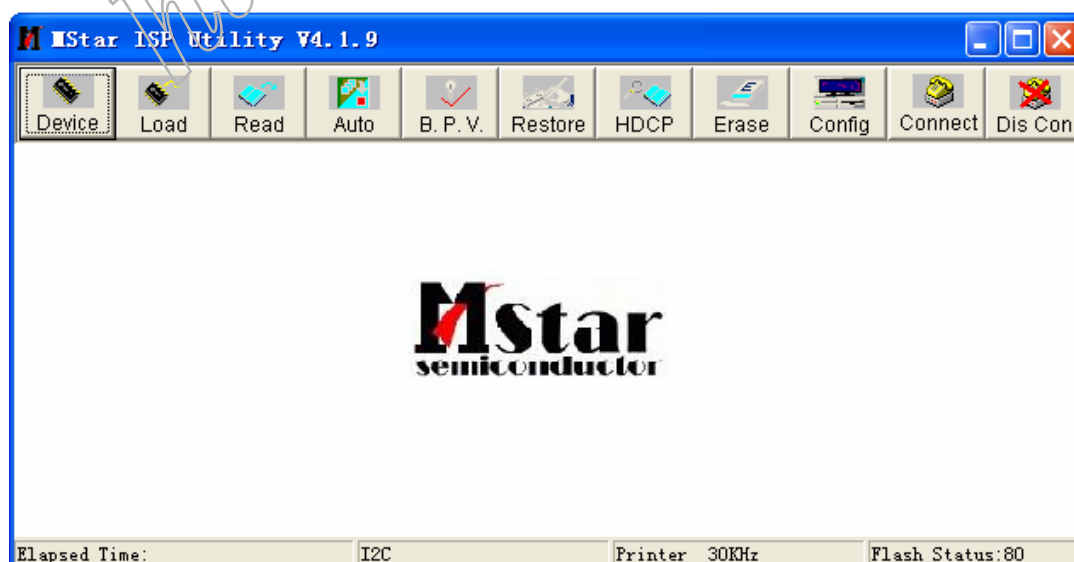 MStar ISP Utility V4.1.9
Device Load Read Auto B.P.V. Restore HDCP Erase Config Connect Dis Con
Mstar
semiconductor
Elapsed Time: I2C Printer 30KHz Flash Status:80